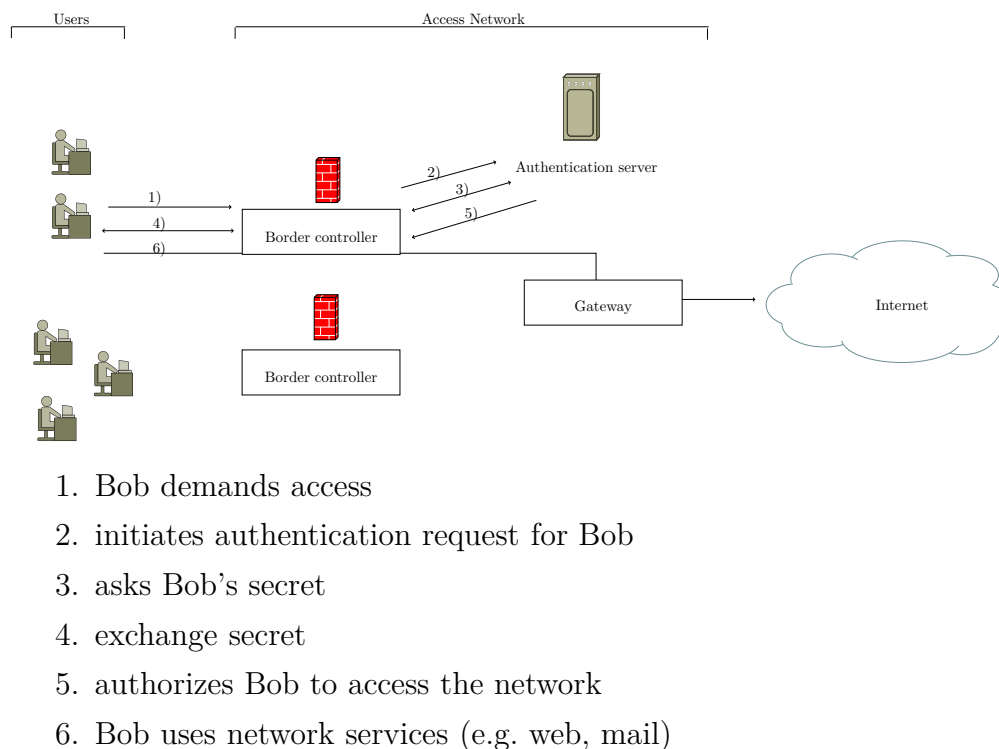 Users
Access Network
Authentication server
2)
3)
5)
1)
4)
6)
Border controller
Gateway
Internet
Border controller
1. Bob demands access
2. initiates authentication request for Bob
3. asks Bob's secret
4. exchange secret
5. authorizes Bob to access the network
6. Bob uses network services (e.g. web, mail)